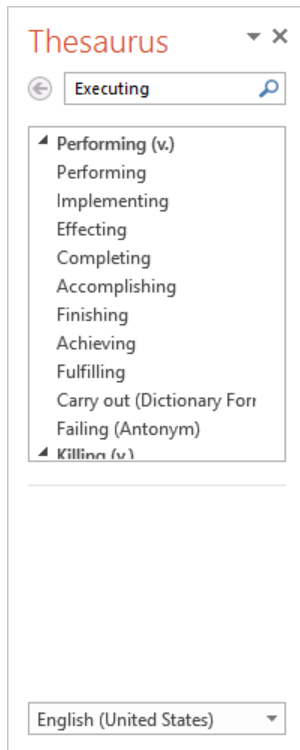 Thesaurus
Executing
Performing (v.)
Performing
Implementing
Effecting
Completing
Accomplishing
Finishing
Achieving
Fulfilling
Carry out (Dictionary Forr
Failing (Antonym)
Killing (v.)
English (United States)